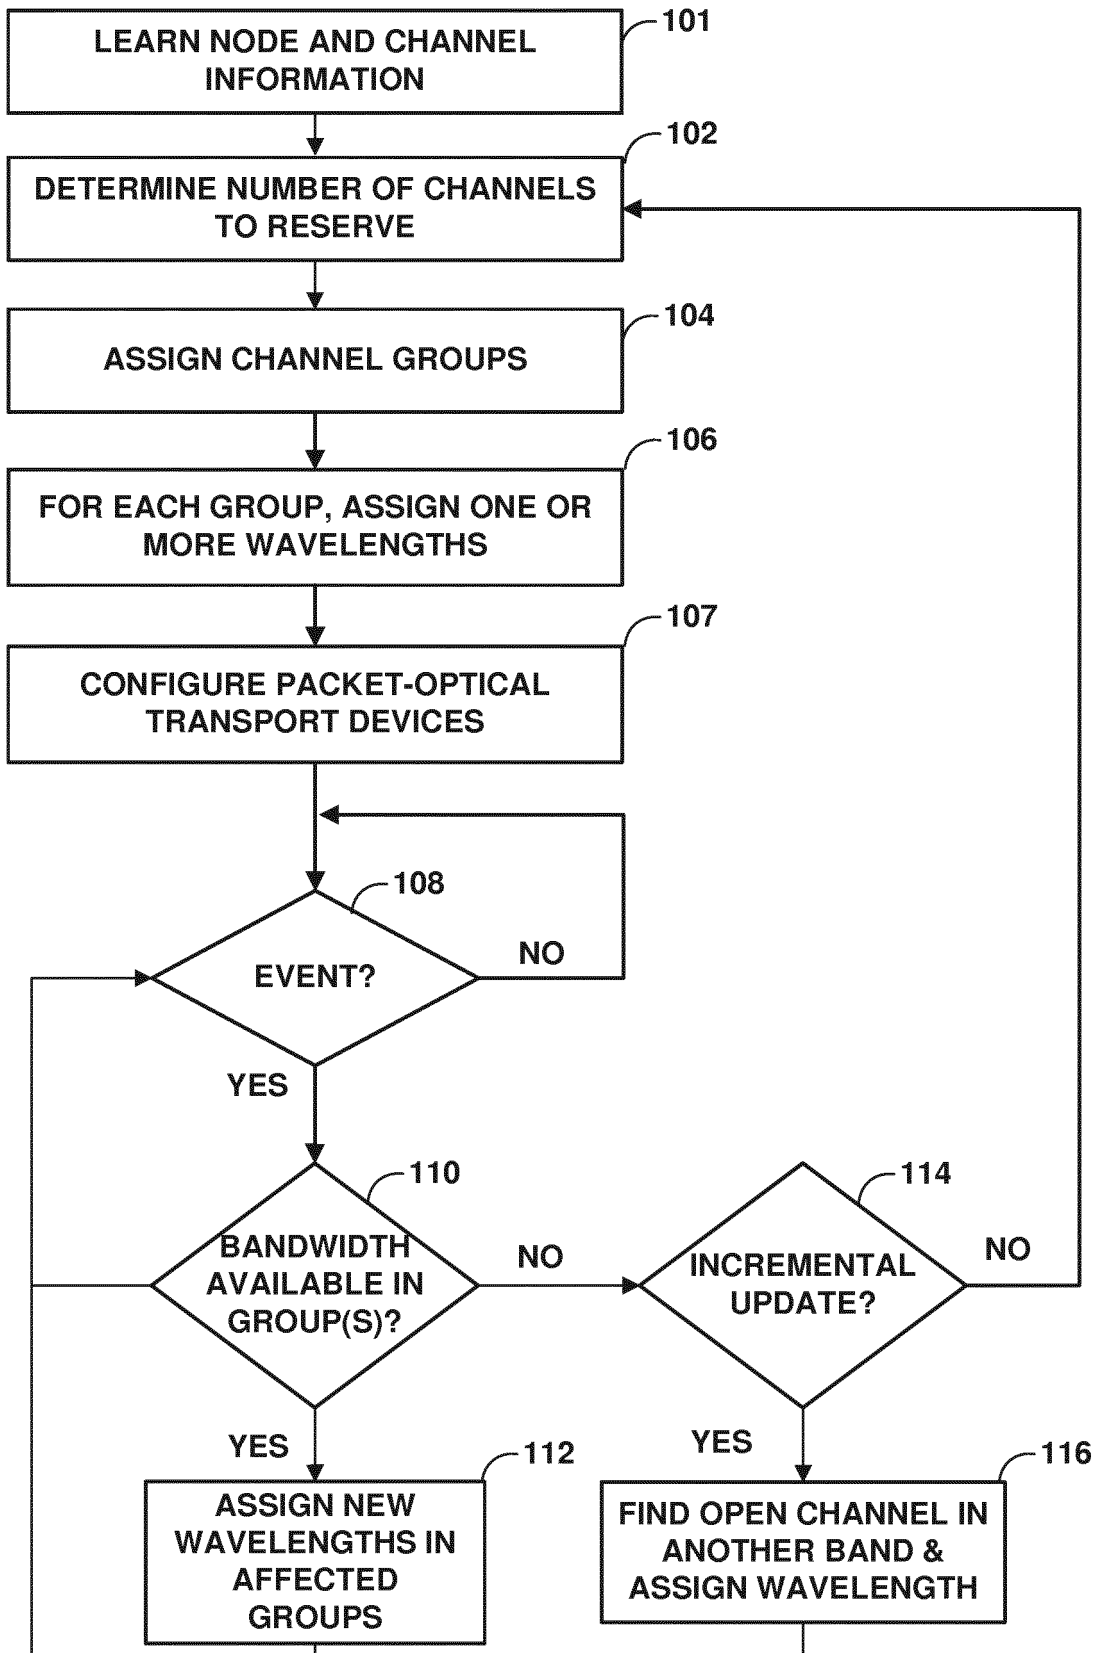 101
LEARN NODE AND CHANNEL
INFORMATION
102
DETERMINE NUMBER OF CHANNELS
TO RESERVE
104
ASSIGN CHANNEL GROUPS
106
FOR EACH GROUP, ASSIGN ONE OR
MORE WAVELENGTHS
107
CONFIGURE PACKET-OPTICAL
TRANSPORT DEVICES
108
EVENT?
NO
YES
110
BANDWIDTH
AVAILABLE IN
GROUP(S)?
NO
114
INCREMENTAL
UPDATE?
NO
YES
112
ASSIGN NEW
WAVELENGTHS IN
AFFECTED
GROUPS
YES
116
FIND OPEN CHANNEL IN
ANOTHER BAND &
ASSIGN WAVELENGTH